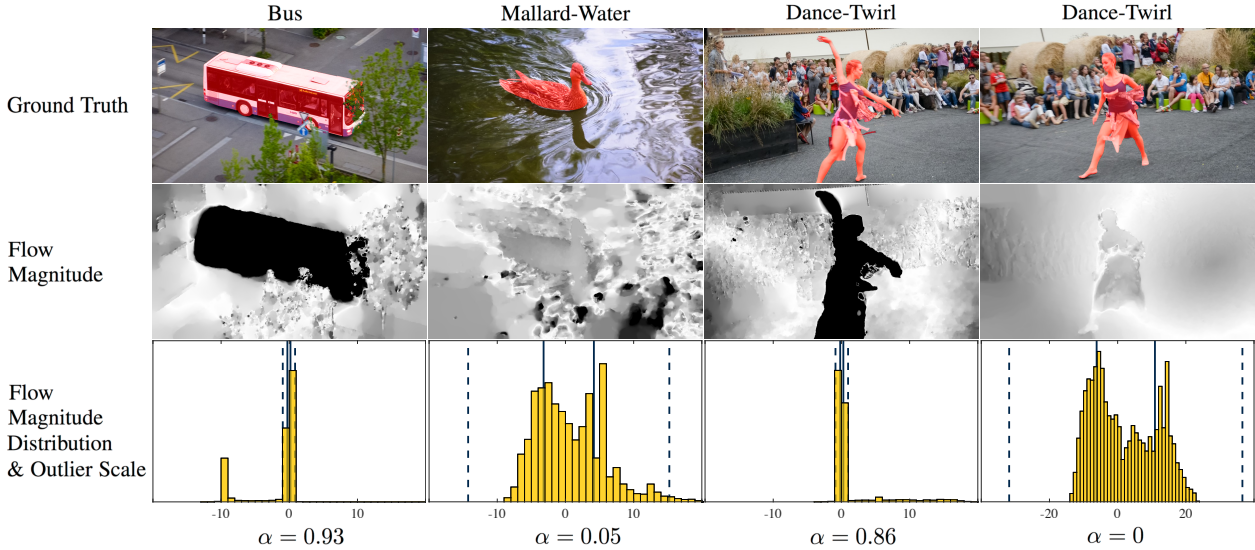 Bus Mallard-Water Dance-Twirl Dance-Twirl
Ground Truth
Flow
Magnitude
Flow
Magnitude
Distribution
& Outlier Scale
-10 0 10 -10 0 10 -10 0 10 -20 0 20
α = 0.93 α = 0.05 α = 0.86 α = 0